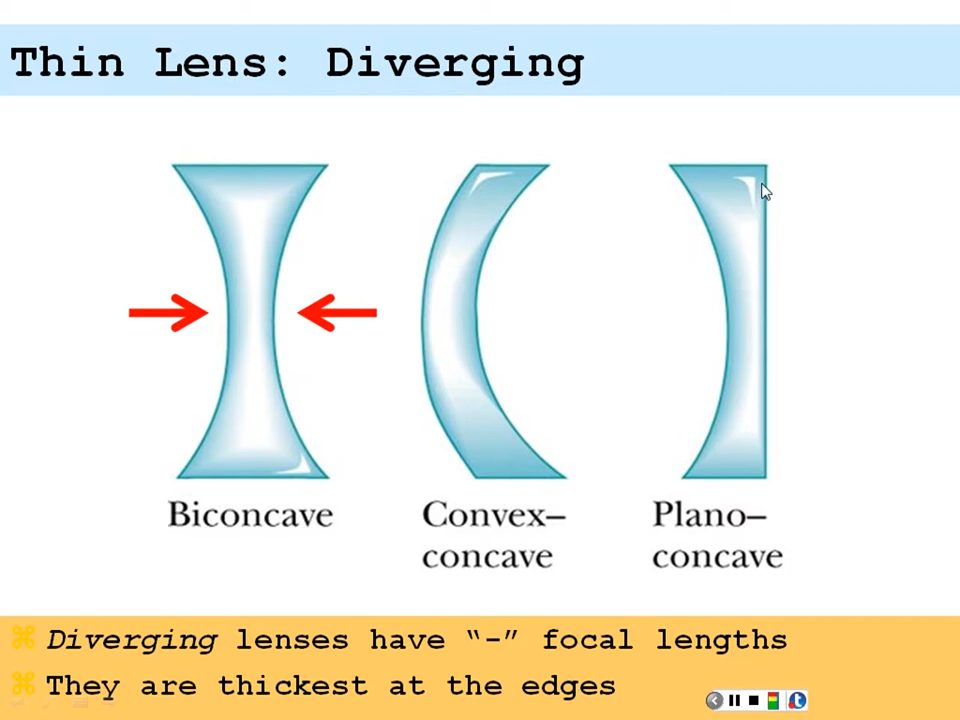 Thin Lens: Diverging
Biconcave
Convex–
concave
Plano–
concave
Diverging lenses have “-” focal lengths
They are thickest at the edges